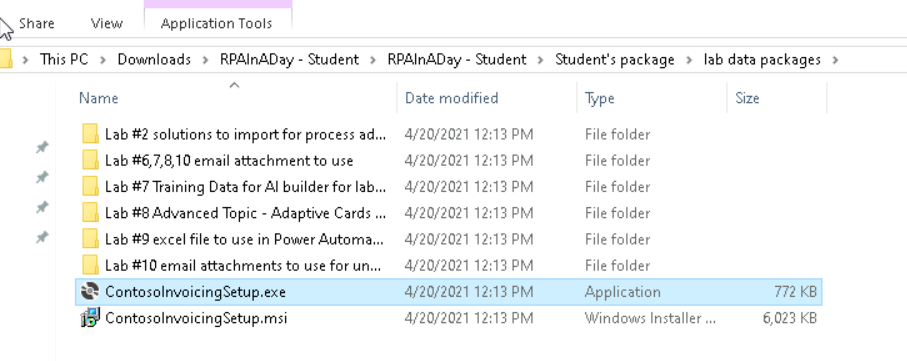 Share View Application Tools
This PC > Downloads > RPAInADay - Student > RPAInADay - Student > Student's package > lab data packages >
Name Date modified Type Size
Lab #2 solutions to import for process ad... 4/20/2021 12:13 PM File folder
Lab #6,7,8,10 email attachment to use 4/20/2021 12:13 PM File folder
Lab #7 Training Data for AI builder for lab... 4/20/2021 12:13 PM File folder
Lab #8 Advanced Topic - Adaptive Cards ... 4/20/2021 12:13 PM File folder
Lab #9 excel file to use in Power Automa... 4/20/2021 12:13 PM File folder
Lab #10 email attachments to use for un... 4/20/2021 12:13 PM File folder
ContosoInvoicingSetup.exe 4/20/2021 12:13 PM Application 772 KB
ContosoInvoicingSetup.msi 4/20/2021 12:13 PM Windows Installer ... 6,023 KB